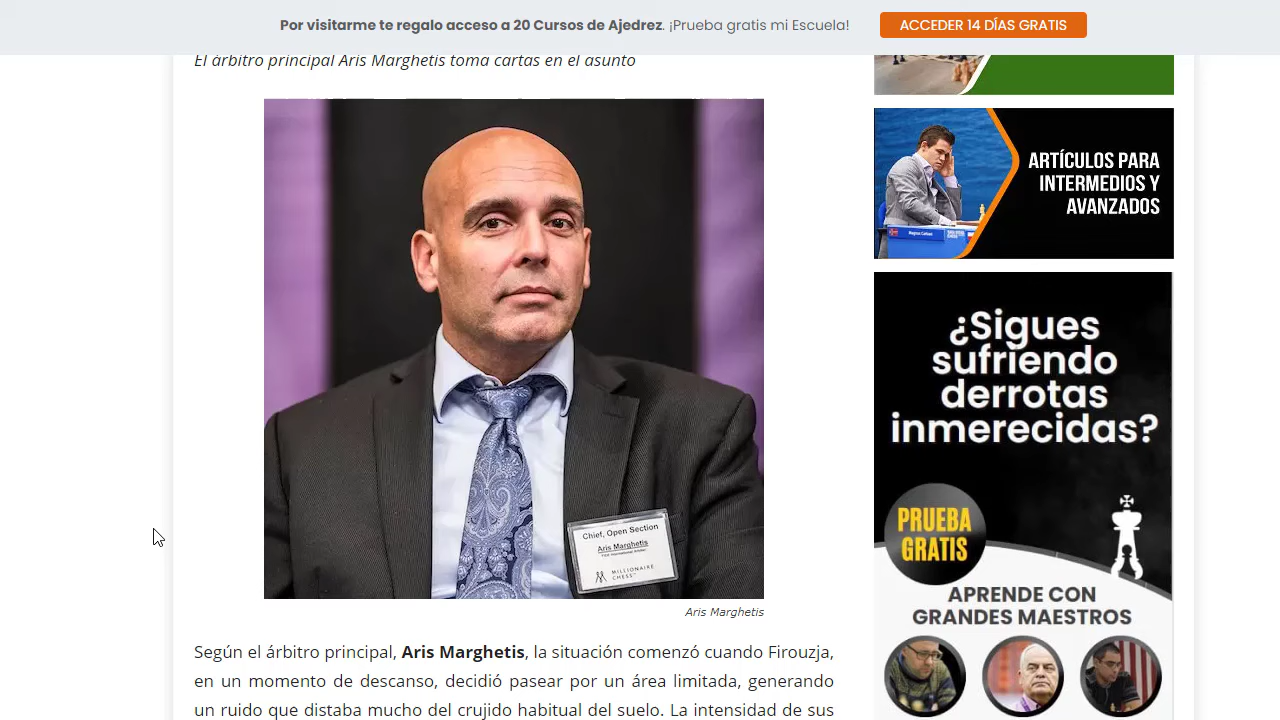 Por visitarme te regalo acceso a 20 Cursos de Ajedrez. ¡Prueba gratis mi Escuela!
ACCEDER 14 DÍAS GRATIS
El árbitro principal Aris Marghetis toma cartas en el asunto
Chief, Open Section
Aris Marghetis
MILLIONAIRE
CHESS
Aris Marghetis
Según el árbitro principal, Aris Marghetis, la situación comenzó cuando Firouzja,
en un momento de descanso, decidió pasear por un área limitada, generando
un ruido que distaba mucho del crujido habitual del suelo. La intensidad de sus
ARTÍCULOS PARA
INTERMEDIOS Y
AVANZADOS
¿Sigues
sufriendo
derrotas
inmerecidas?
PRUEBA
GRATIS
APRENDE CON
GRANDES MAESTROS